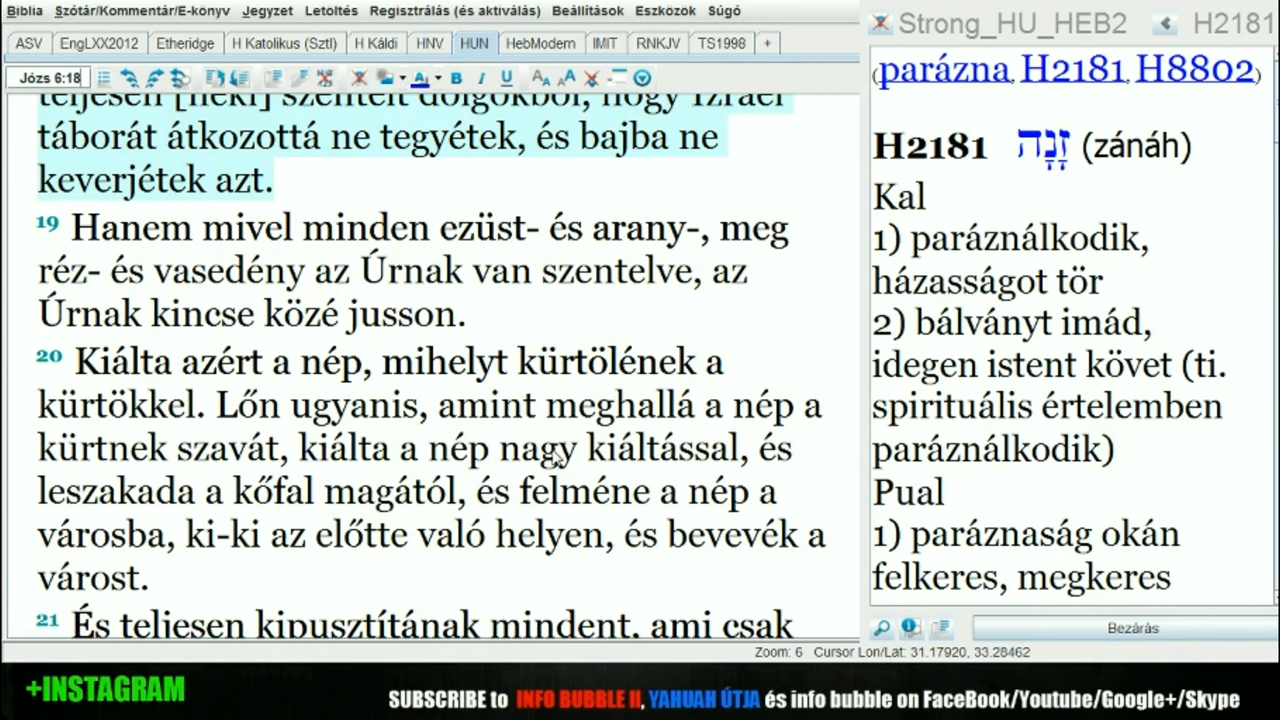 Biblia Szótár/Kommentár/E-könyv Jegyzet Letöltés Regisztrálás (és aktiválás) Beállítások Eszközök Súgó
ASV EngLXX2012 Etheridge H Katolikus (Sztl) H Káldi HNV HUN HebModern IMIT RNKJV TS1998 +
Józs 6:18
teljesen [neki] szentelt dolgokból, hogy Izráel
táborát átkozottá ne tegyétek, és bajba ne
keverjétek azt.
19 Hanem mivel minden ezüst- és arany-, meg
réz- és vasedény az Úrnak van szentelve, az
Úrnak kincse közé jusson.
20 Kiálta azért a nép, mihelyt kürtölének a
kürtökkel. Lőn ugyanis, amint meghallá a nép a
kürtnek szavát, kiálta a nép nagy kiáltással, és
leszakada a kőfal magától, és felméne a nép a
városba, ki-ki az előtte való helyen, és bevevék a
várost.
21 És teljesen kipusztítának mindent, ami csak
Strong_HU_HEB2 H2181
(parázna, H2181, H8802)
H2181 זָנָה (zánáh)
Kal
1) paráználkodik,
házasságot tör
2) bálványt imád,
idegen istent követ (ti.
spirituális értelemben
paráználkodik)
Pual
1) paráznaság okán
felkeres, megkeres
Bezárás
Zoom: 6 Cursor Lon/Lat: 31.17920, 33.28462
+INSTAGRAM
SUBSCRIBE to INFO BUBBLE II, YAHUAH ÚTJA és info bubble on FaceBook/Youtube/Google+/Skype